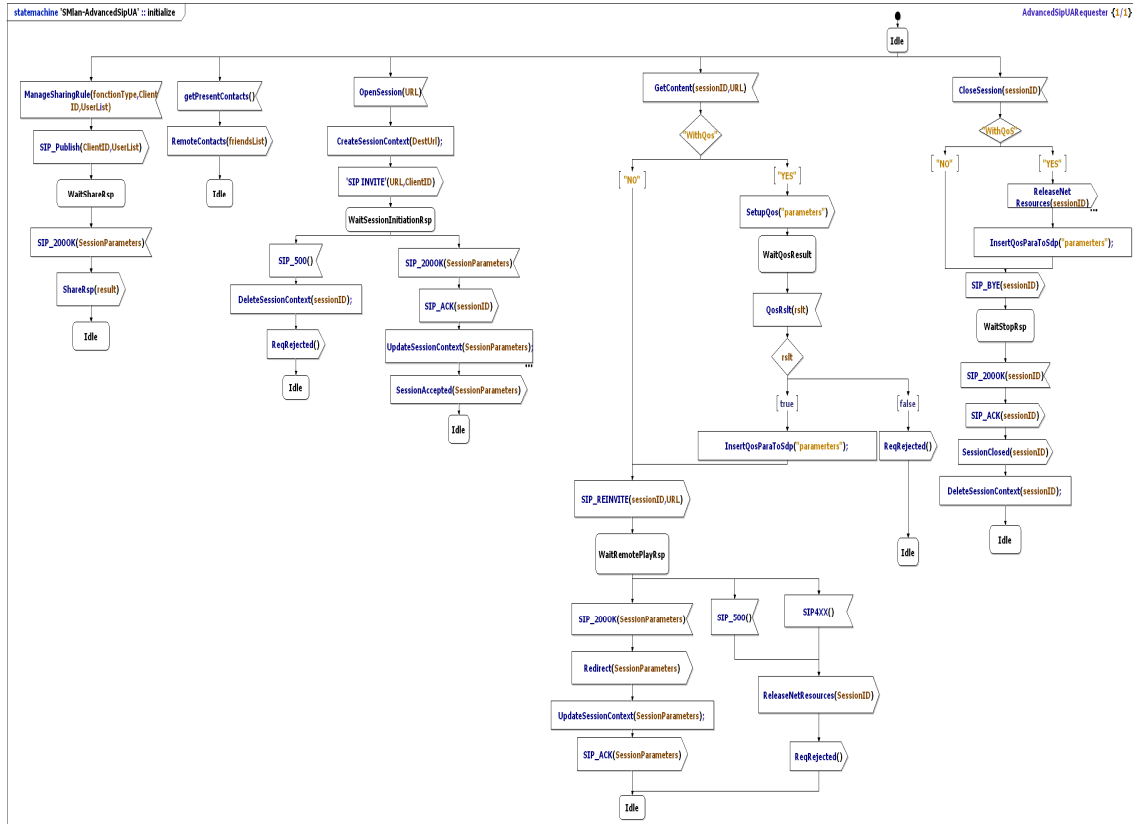 statemachine 'SMlan-AdvancedSipUA' :: initialize
AdvancedSipUARequester {1/1}
Idle
ManageSharingRule(fonctionType,Client
ID,UserList)
SIP_Publish(ClientID,UserList)
WaitShareRsp
SIP_200OK(SessionParameters)
ShareRsp(result)
Idle
getPresentContacts()
RemoteContacts(friendsList)
Idle
OpenSession(URL)
CreateSessionContext(DestUrl);
'SIP INVITE'(URL,ClientID)
WaitSessionInitiationRsp
SIP_500()
DeleteSessionContext(sessionID);
ReqRejected()
Idle
SIP_200OK(SessionParameters)
SIP_ACK(sessionID)
UpdateSessionContext(SessionParameters);
...
SessionAccepted(SessionParameters)
Idle
GetContent(sessionID,URL)
"WithQos"
["NO" ]
["YES" ]
SetupQos("parameters")
WaitQosResult
QosRslt(rslt)
rslt
[true ]
[false ]
InsertQosParaToSdp("paramerters");
ReqRejected()
Idle
SIP_REINVITE(sessionID,URL)
WaitRemotePlayRsp
SIP_200OK(SessionParameters)
SIP_500()
SIP4XX()
Redirect(SessionParameters)
ReleaseNetResources(SessionID)
UpdateSessionContext(SessionParameters);
SIP_ACK(SessionParameters)
ReqRejected()
Idle
CloseSession(sessionID)
"WithQoS"
["NO" ]
["YES" ]
ReleaseNet
Resources(sessionID)
...
InsertQosParaToSdp("paramerters");
SIP_BYE(sessionID)
WaitStopRsp
SIP_200OK(sessionID)
SIP_ACK(sessionID)
SessionClosed(sessionID)
DeleteSessionContext(sessionID);
Idle